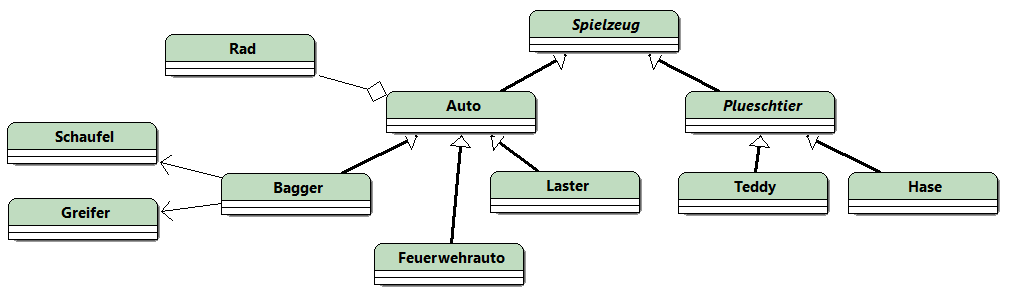 Spielzeug
Rad
Auto
Plueschtier
Schaufel
Bagger
Laster
Teddy
Hase
Greifer
Feuerwehrauto